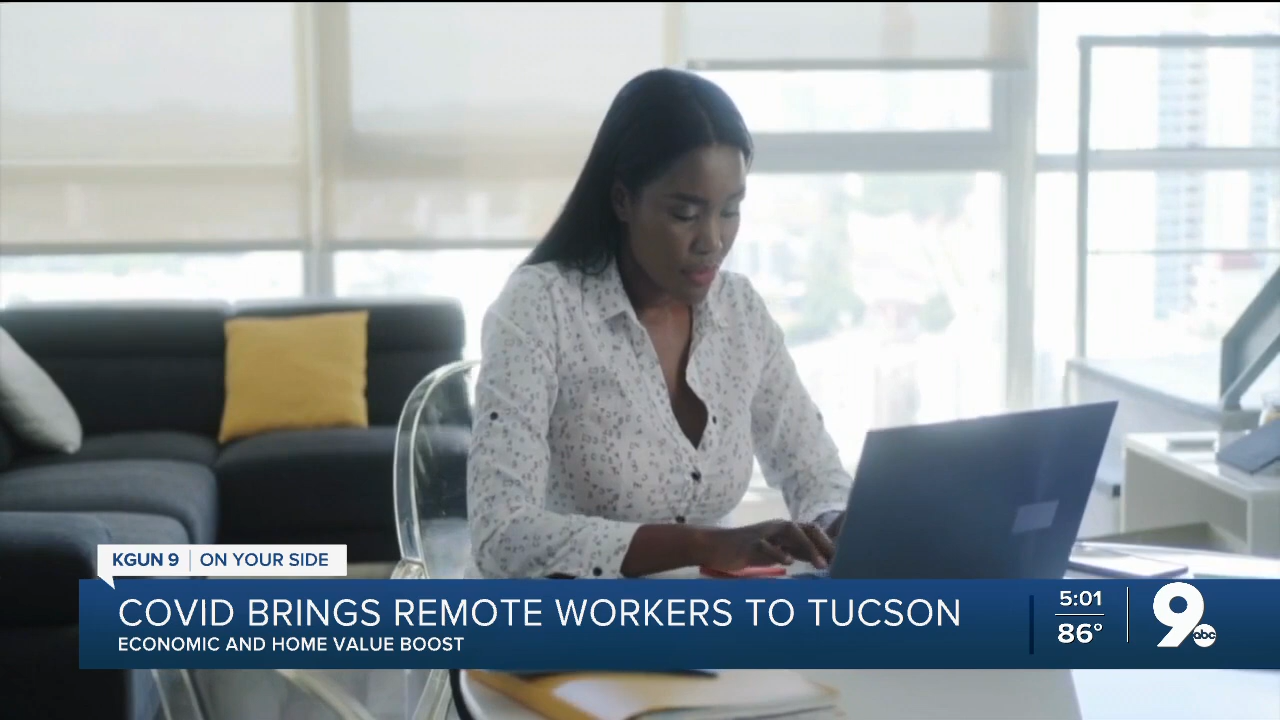 KGUN 9 | ON YOUR SIDE
COVID BRINGS REMOTE WORKERS TO TUCSON
ECONOMIC AND HOME VALUE BOOST
5:01
86°
9
abc